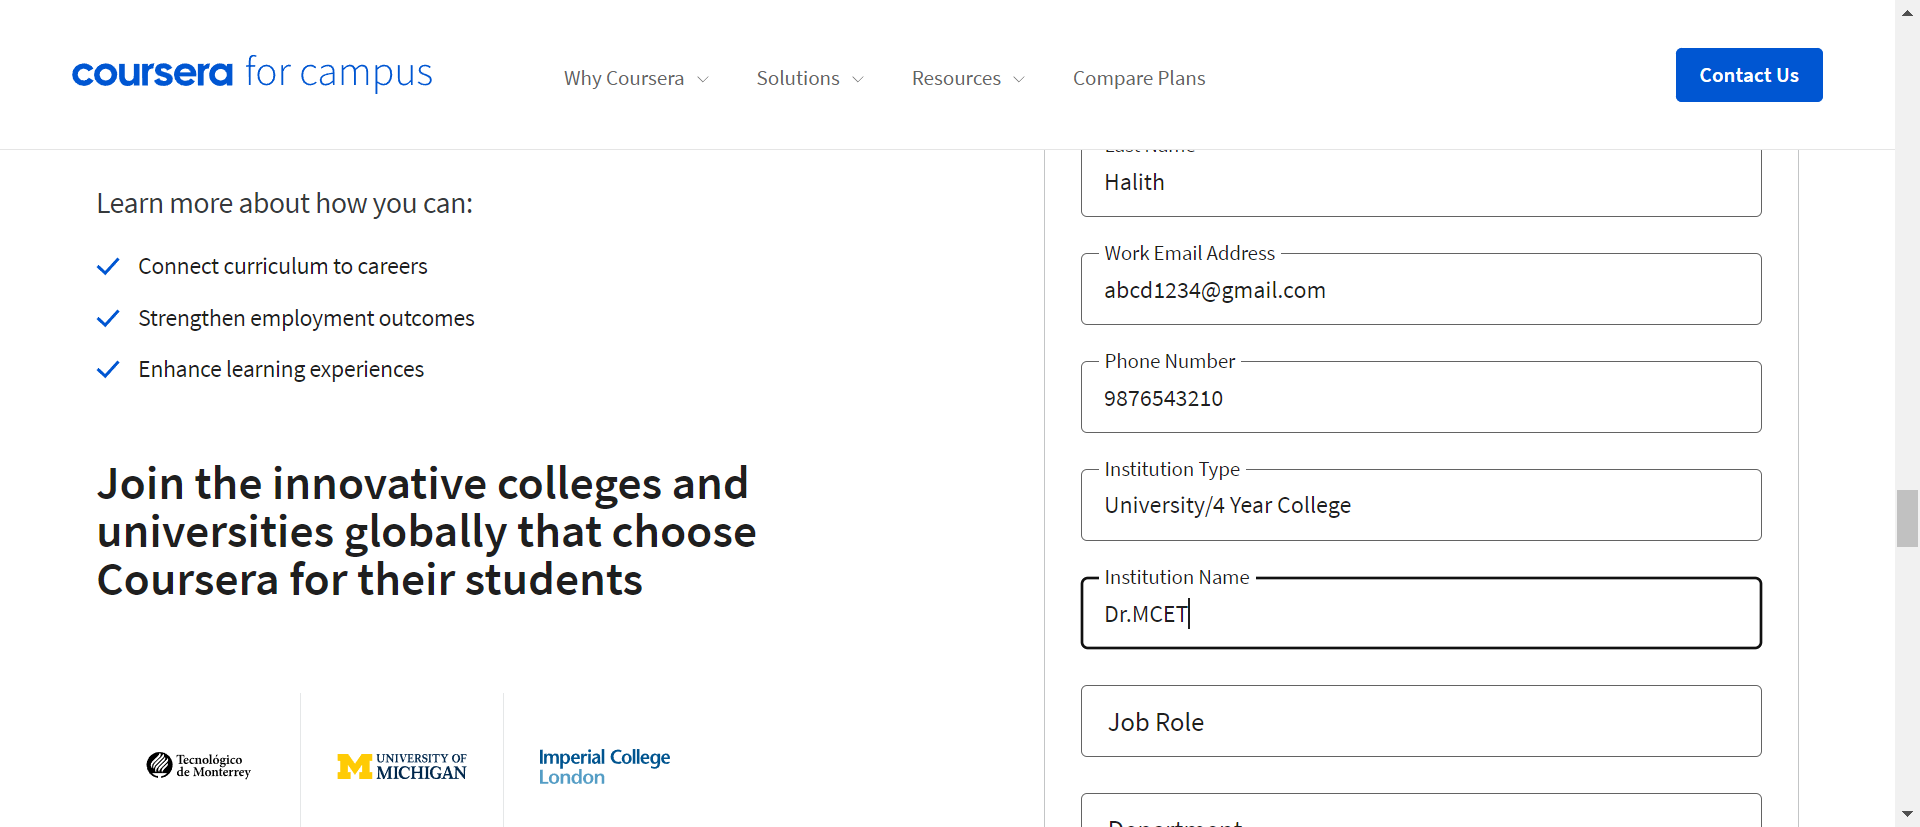 coursera for campus
Why Coursera
Solutions
Resources
Compare Plans
Contact Us
Learn more about how you can:
Connect curriculum to careers
Strengthen employment outcomes
Enhance learning experiences
Join the innovative colleges and
universities globally that choose
Coursera for their students
Tecnológico
de Monterrey
M UNIVERSITY OF
MICHIGAN
Imperial College
London
Last Name
Halith
Work Email Address
abcd1234@gmail.com
Phone Number
9876543210
Institution Type
University/4 Year College
Institution Name
Dr.MCET
Job Role
Department